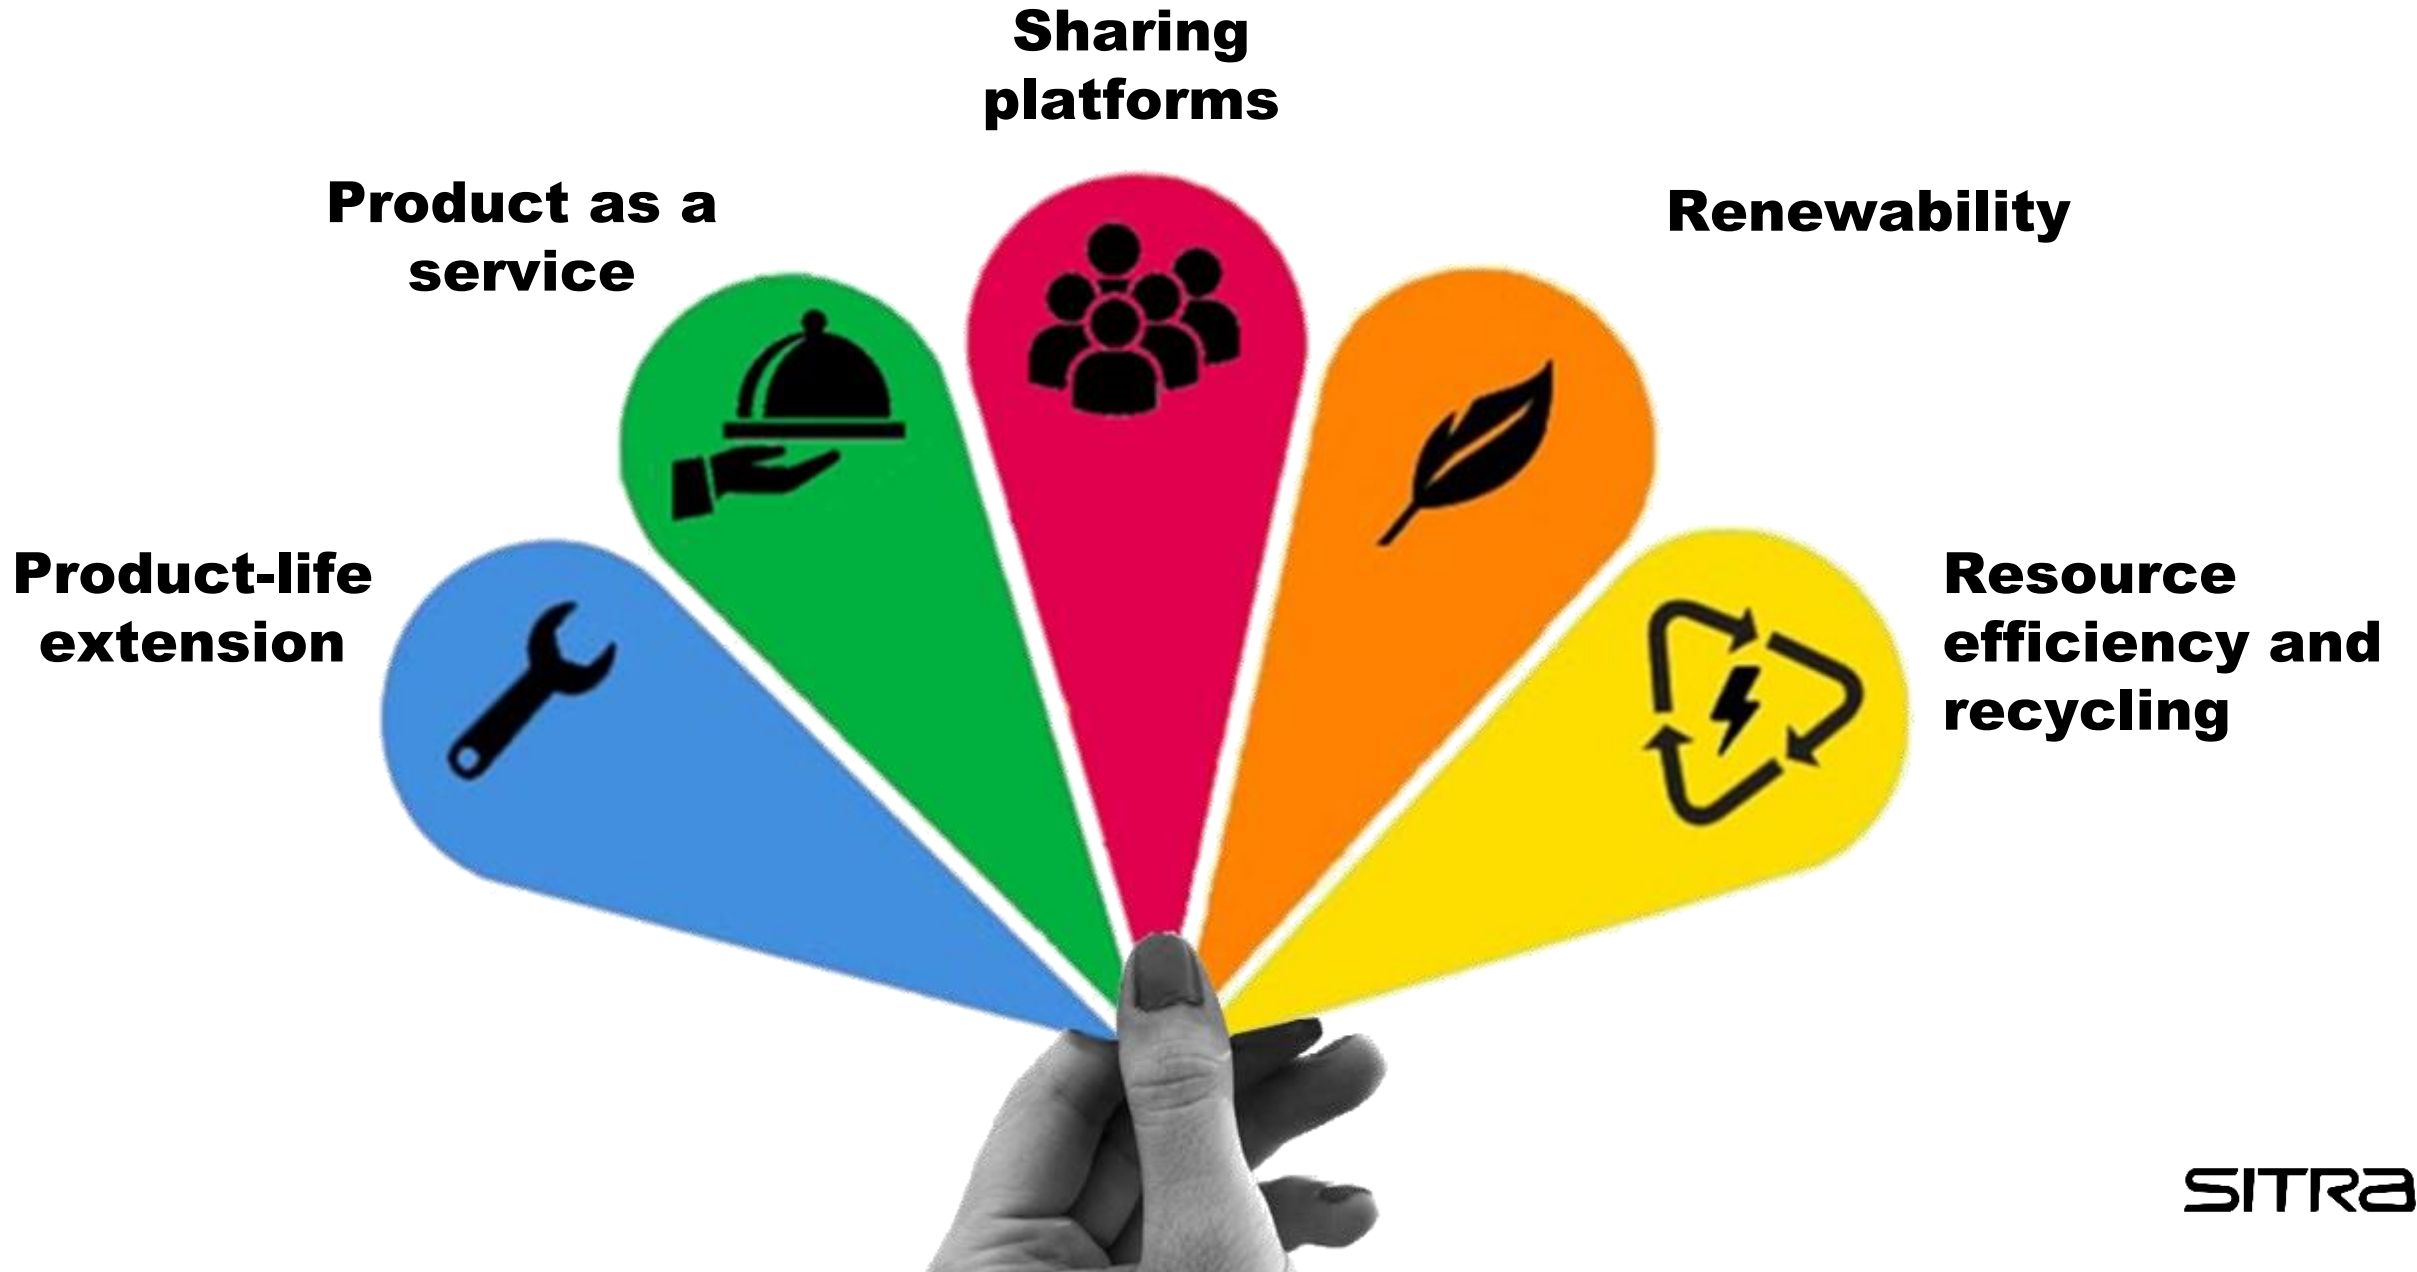 Sharing
platforms
Product as a
service
Renewability
Product-life
extension
Resource
efficiency and
recycling
SITRA